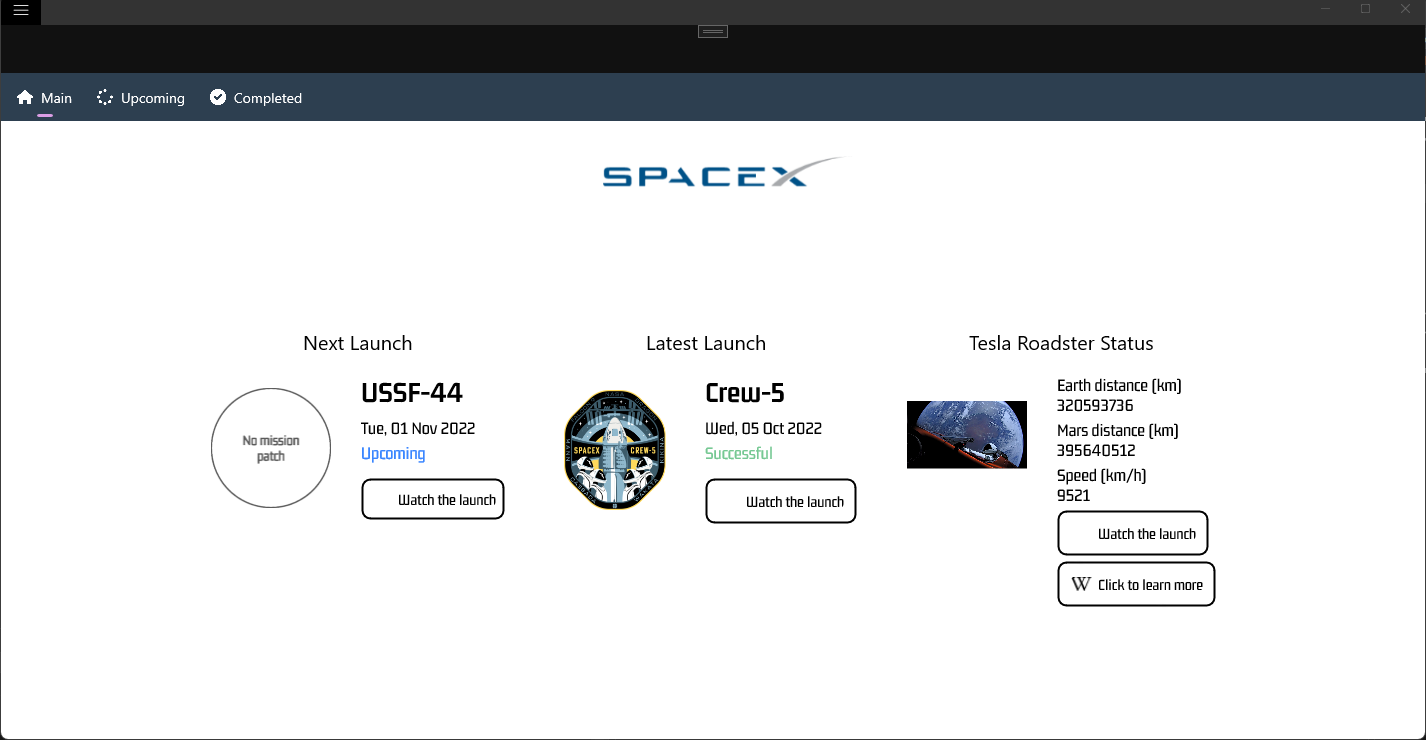 Main
Upcoming
Completed
SPACEX
Next Launch
No mission
patch
USSF-44
Tue, 01 Nov 2022
Upcoming
Watch the launch
Latest Launch
SPACEX CREW-5
Crew-5
Wed, 05 Oct 2022
Successful
Watch the launch
Tesla Roadster Status
Earth distance (km)
320593736
Mars distance (km)
395640512
Speed (km/h)
9521
Watch the launch
W Click to learn more